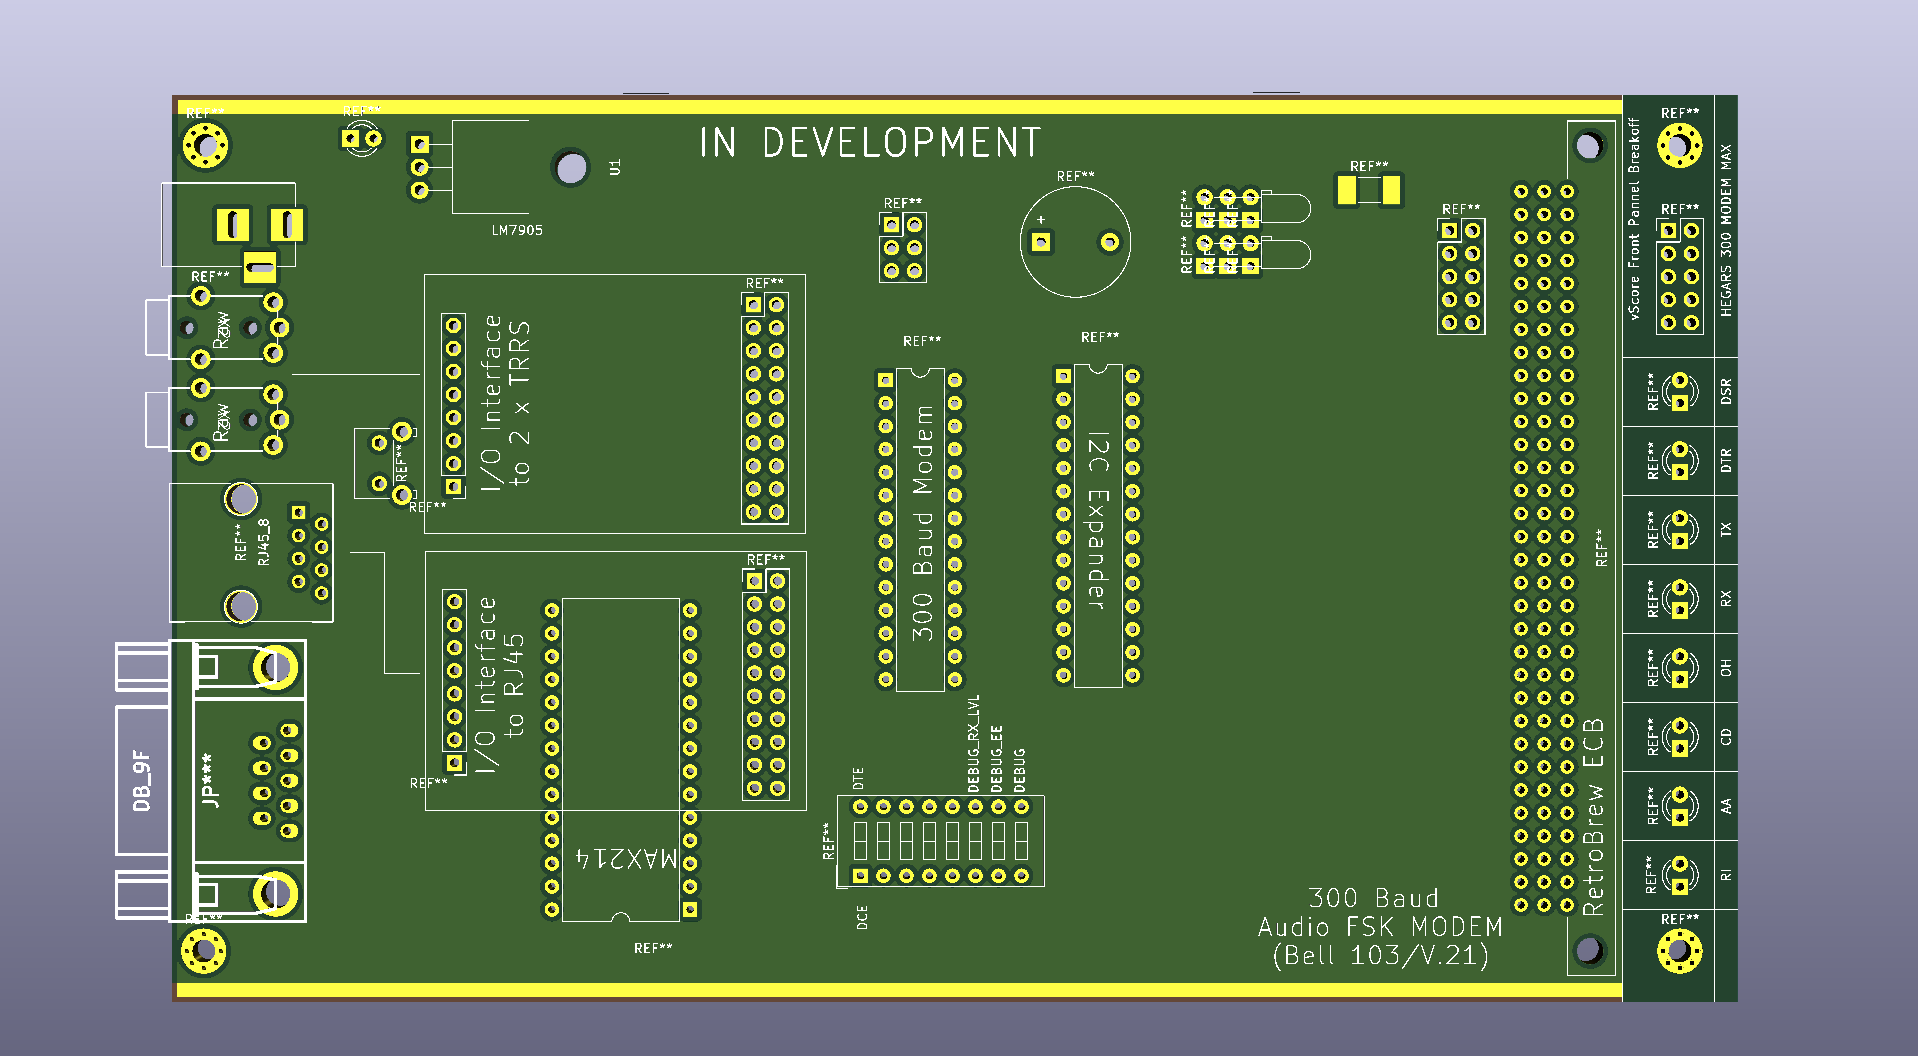 IN DEVELOPMENT
REF**
REF**
U1
LM7905
REF**
REF**
REF**
REF**
REF**
REF**
REF**
REF**
REF**
vScore Front Pannel Breakoff
HEGARS 300 MODEM MAX
REF**
I/O Interface
to 2 x TRRS
REF**
REF**
REF**
REF**
REF**
300 Baud Modem
I2C Expander
REF**
RJ45_8
REF**
I/O Interface
to RJ45
REF**
MAX214
REF**
DB_9F
JP***
REF**
DTE
DEBUG_RX_LVL
DEBUG_EE
DEBUG
REF**
DCE
REF**
RetroBrew ECB
300 Baud
Audio FSK MODEM
(Bell 103/V.21)
REF**
DSR
REF**
DTR
REF**
TX
REF**
RX
REF**
OH
REF**
CD
REF**
AA
REF**
RI
REF**